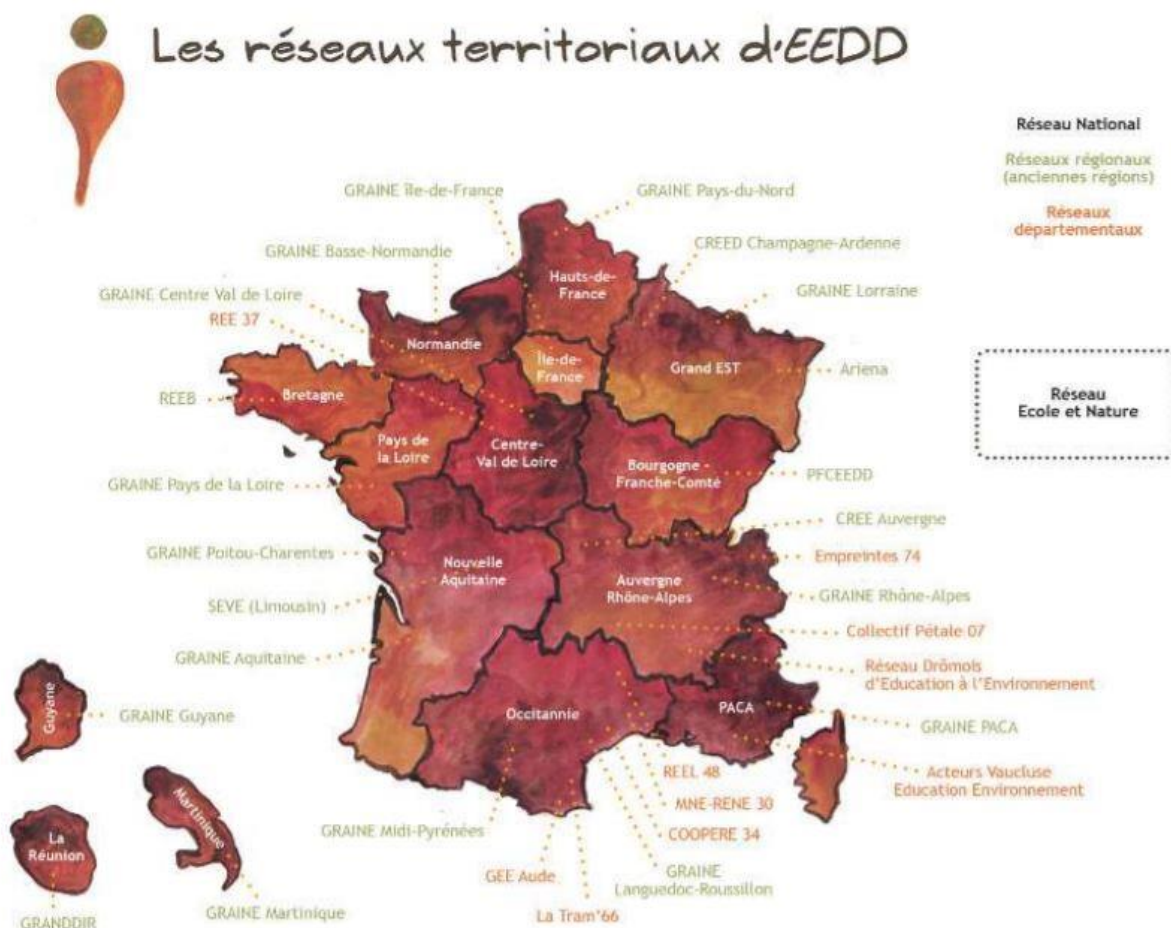 Les réseaux territoriaux d'EEDD
Réseau National
Réseaux régionaux
(anciennes régions)
Réseaux
départementaux
GRAINE Île-de-France
GRAINE Pays-du-Nord
GRAINE Basse-Normandie
CREED Champagne-Ardenne
GRAINE Centre Val de Loire
GRAINE Lorraine
REE 37
Hauts-de-
France
Normandie
Île-de-
France
Grand EST
Ariena
REEB
Bretagne
Réseau
Ecole et Nature
Pays de
la Loire
Centre-
Val de Loire
Bourgogne
Franche-Comté
PFCEEDD
GRAINE Pays de la Loire
CREE Auvergne
GRAINE Poitou-Charentes
Empreintes 74
Nouvelle
Aquitaine
Auvergne
Rhône-Alpes
GRAINE Rhône-Alpes
SEVE (Limousin)
Collectif Pétale 07
GRAINE Aquitaine
Réseau Drômois
d'Education à l'Environnement
Guyane
GRAINE Guyane
Occitannie
PACA
GRAINE PACA
REEL 48
Acteurs Vaucluse
Education Environnement
MNE-RENE 30
Martinique
GRAINE Midi-Pyrénées
COOPERE 34
La
Réunion
GEE Aude
GRAINE
Languedoc-Roussillon
GRANDDIR
GRAINE Martinique
La Tram'66